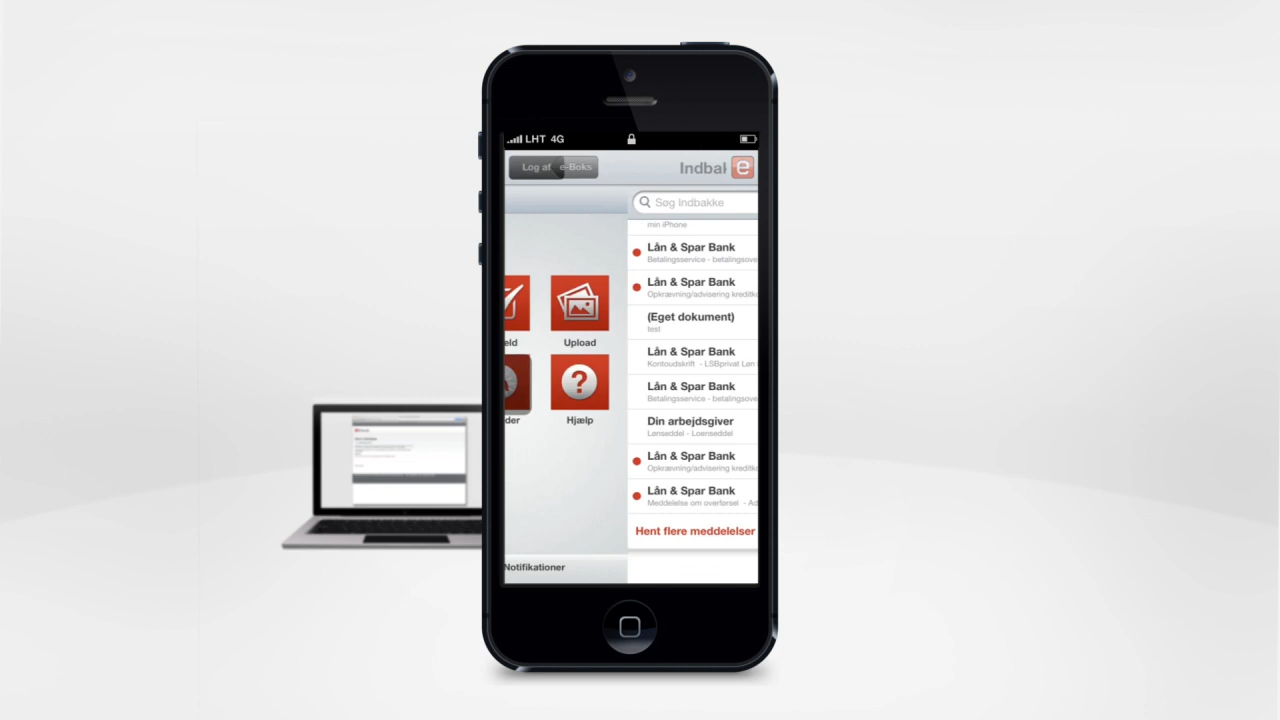 LHT 4G
Log af e-Boks
Indbak
e
Søg Indbakke
min iPhone
Lån & Spar Bank
Betalingsservice - betalingsove
Lån & Spar Bank
Opkrævning/advisering kreditko
(Eget dokument)
test
Lån & Spar Bank
Kontoudskrift - LSBprivat Løn
Lån & Spar Bank
Betalingsservice - betalingsove
Din arbejdsgiver
Lønseddel - Loenseddel
Lån & Spar Bank
Opkrævning/advisering kreditko
Lån & Spar Bank
Meddelelse om overførsel - Ad
Hent flere meddelelser
eld
Upload
der
Hjælp
Notifikationer